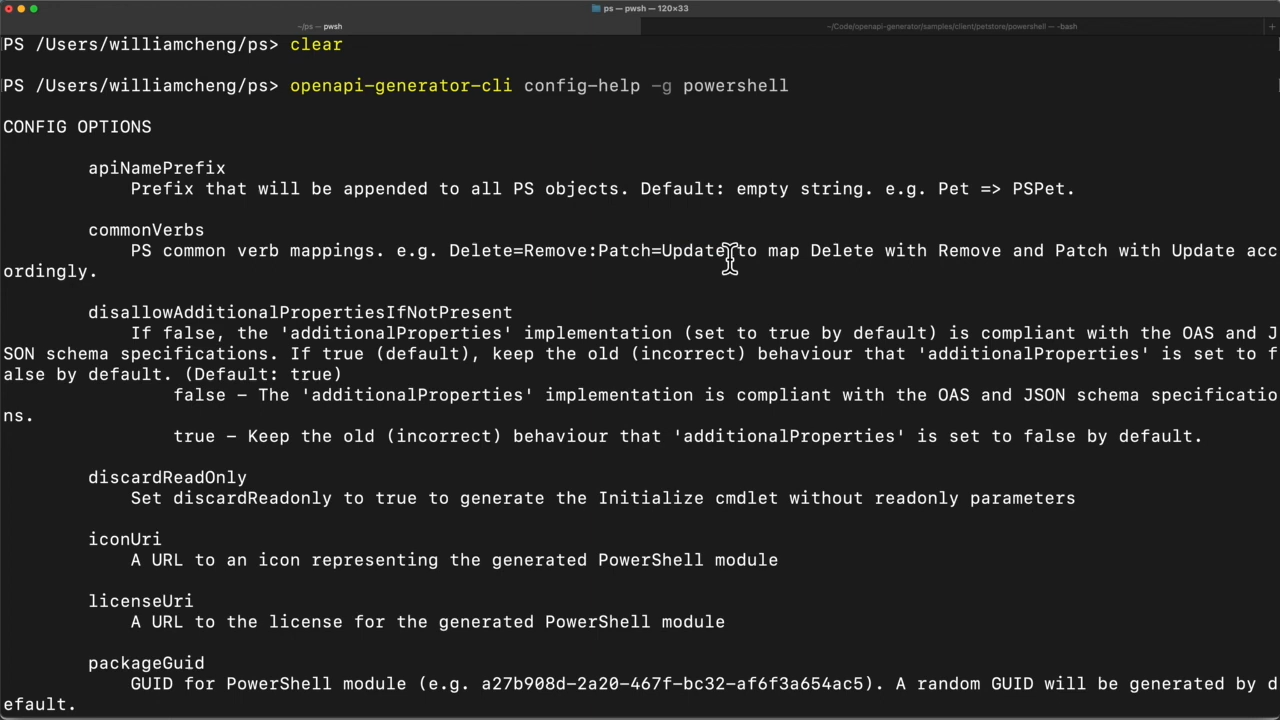 ps — pwsh — 120×33
~/ps — pwsh
~/Code/openapi-generator/samples/client/petstore/powershell — -bash
PS /Users/williamcheng/ps> clear
PS /Users/williamcheng/ps> openapi-generator-cli config-help -g powershell
CONFIG OPTIONS
apiNamePrefix
Prefix that will be appended to all PS objects. Default: empty string. e.g. Pet => PSPet.
commonVerbs
PS common verb mappings. e.g. Delete=Remove:Patch=Update to map Delete with Remove and Patch with Update acc
ordingly.
disallowAdditionalPropertiesIfNotPresent
If false, the 'additionalProperties' implementation (set to true by default) is compliant with the OAS and J
SON schema specifications. If true (default), keep the old (incorrect) behaviour that 'additionalProperties' is set to f
alse by default. (Default: true)
false - The 'additionalProperties' implementation is compliant with the OAS and JSON schema specificatio
ns.
true - Keep the old (incorrect) behaviour that 'additionalProperties' is set to false by default.
discardReadOnly
Set discardReadonly to true to generate the Initialize cmdlet without readonly parameters
iconUri
A URL to an icon representing the generated PowerShell module
licenseUri
A URL to the license for the generated PowerShell module
packageGuid
GUID for PowerShell module (e.g. a27b908d-2a20-467f-bc32-af6f3a654ac5). A random GUID will be generated by d
efault.